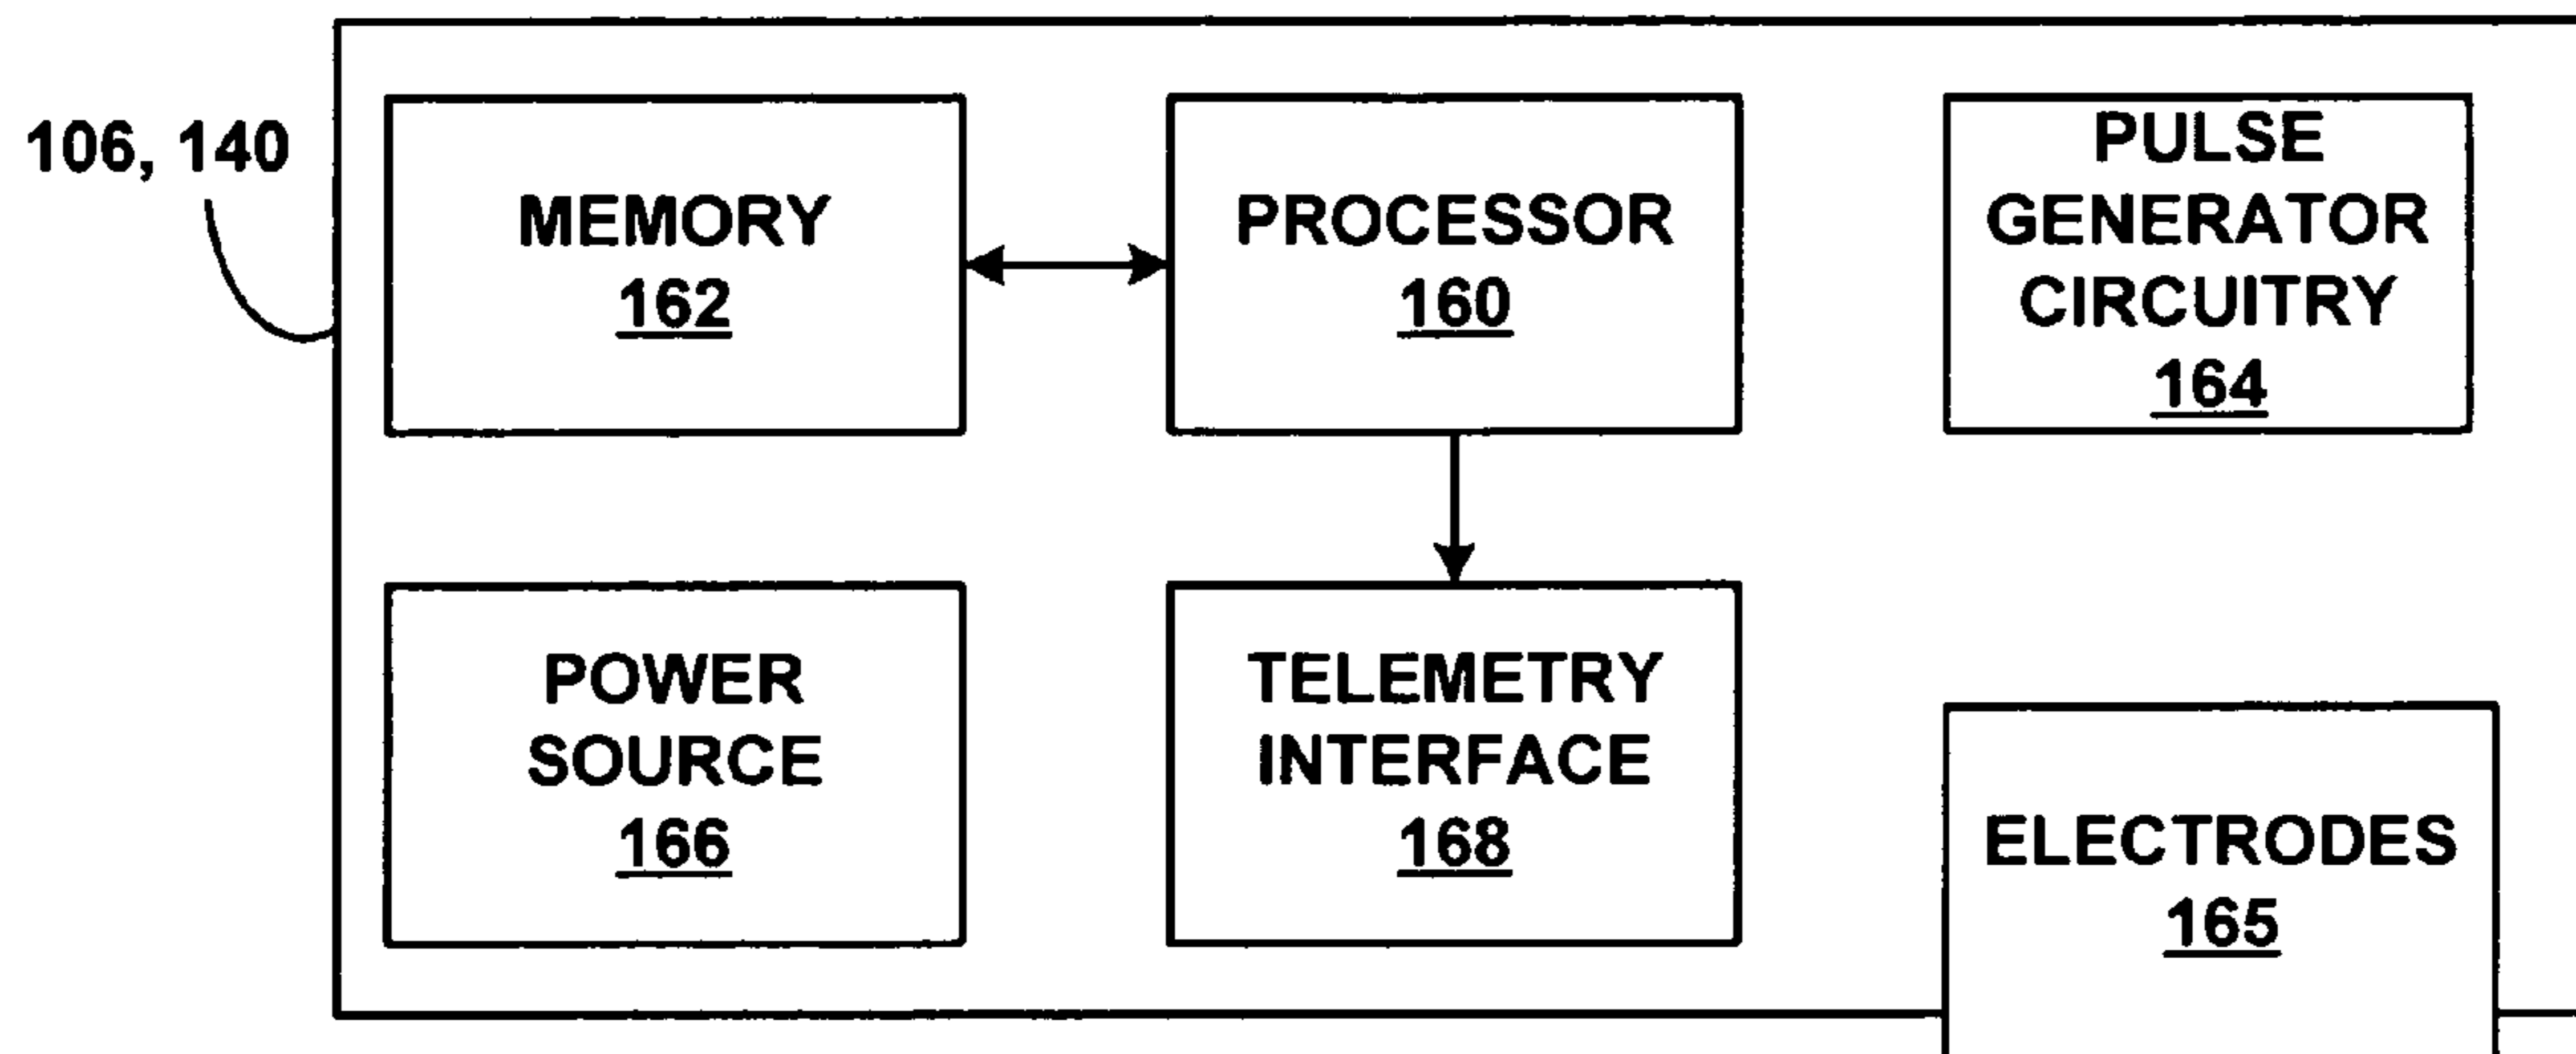 106, 140
MEMORY
162
PROCESSOR
160
PULSE
GENERATOR
CIRCUITRY
164
POWER
SOURCE
166
TELEMETRY
INTERFACE
168
ELECTRODES
165